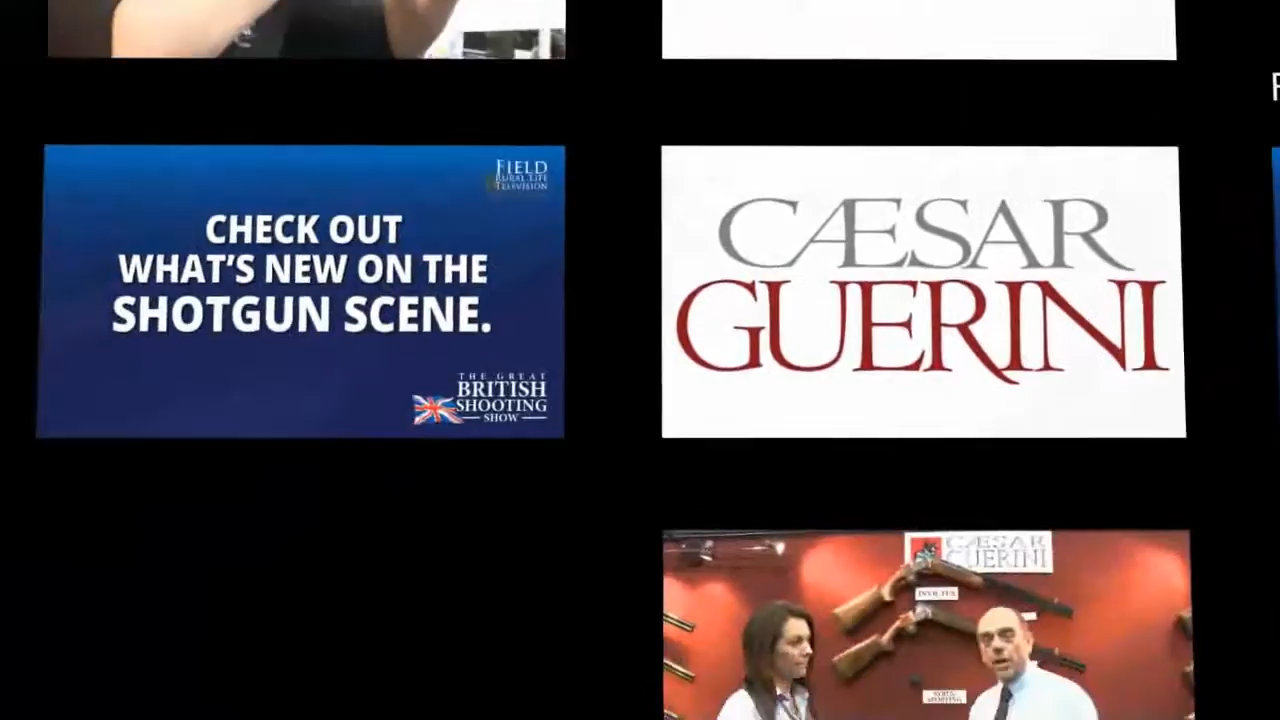 FIELD
RURAL LIFE
TELEVISION
CHECK OUT
WHAT'S NEW ON THE
SHOTGUN SCENE.
THE GREAT
BRITISH
SHOOTING
SHOW
CÆSAR
GUERINI
CÆSAR
GUERINI
INVICTUS